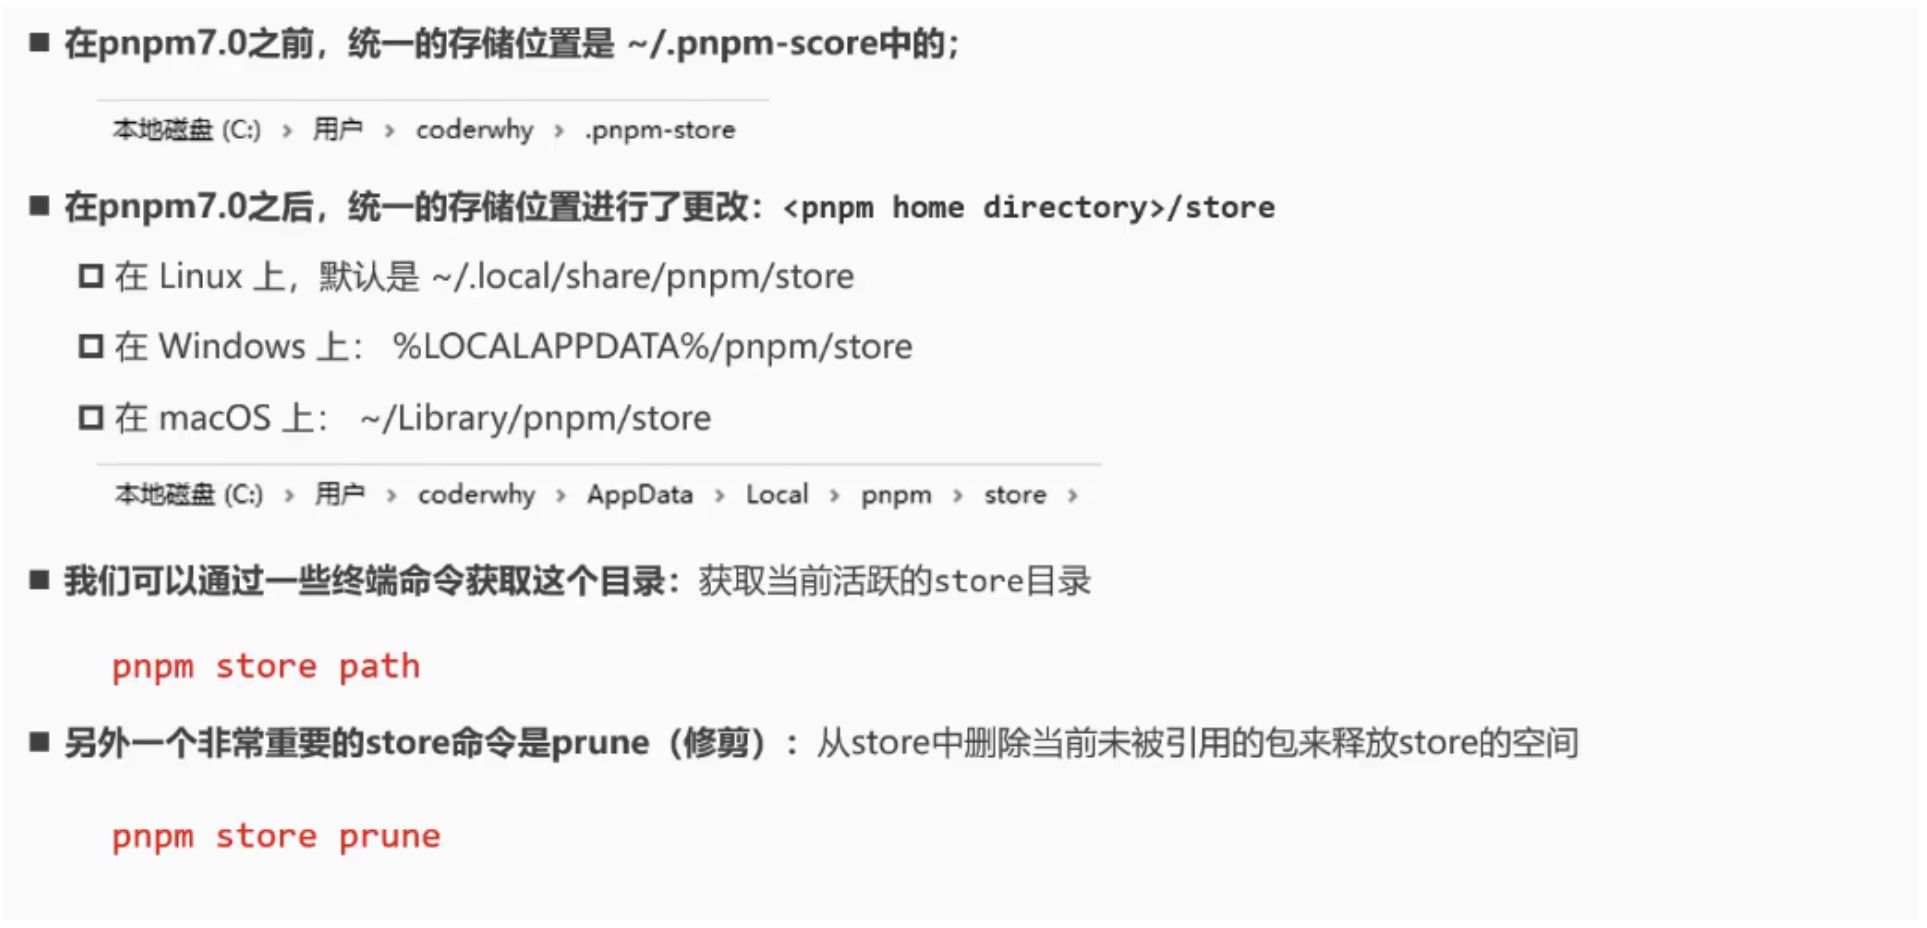 ■ 在pnpm7.0之前，统一的存储位置是 ~/.pnpm-score中的；
本地磁盘 (C:) › 用户 › coderwhy › .pnpm-store
■ 在pnpm7.0之后，统一的存储位置进行了更改：<pnpm home directory>/store
在 Linux 上，默认是 ~/.local/share/pnpm/store
在 Windows 上： %LOCALAPPDATA%/pnpm/store
在 macOS 上： ~/Library/pnpm/store
本地磁盘 (C:) › 用户 › coderwhy › AppData › Local › pnpm › store ›
■ 我们可以通过一些终端命令获取这个目录：获取当前活跃的store目录
pnpm store path
■ 另外一个非常重要的store命令是prune（修剪）：从store中删除当前未被引用的包来释放store的空间
pnpm store prune